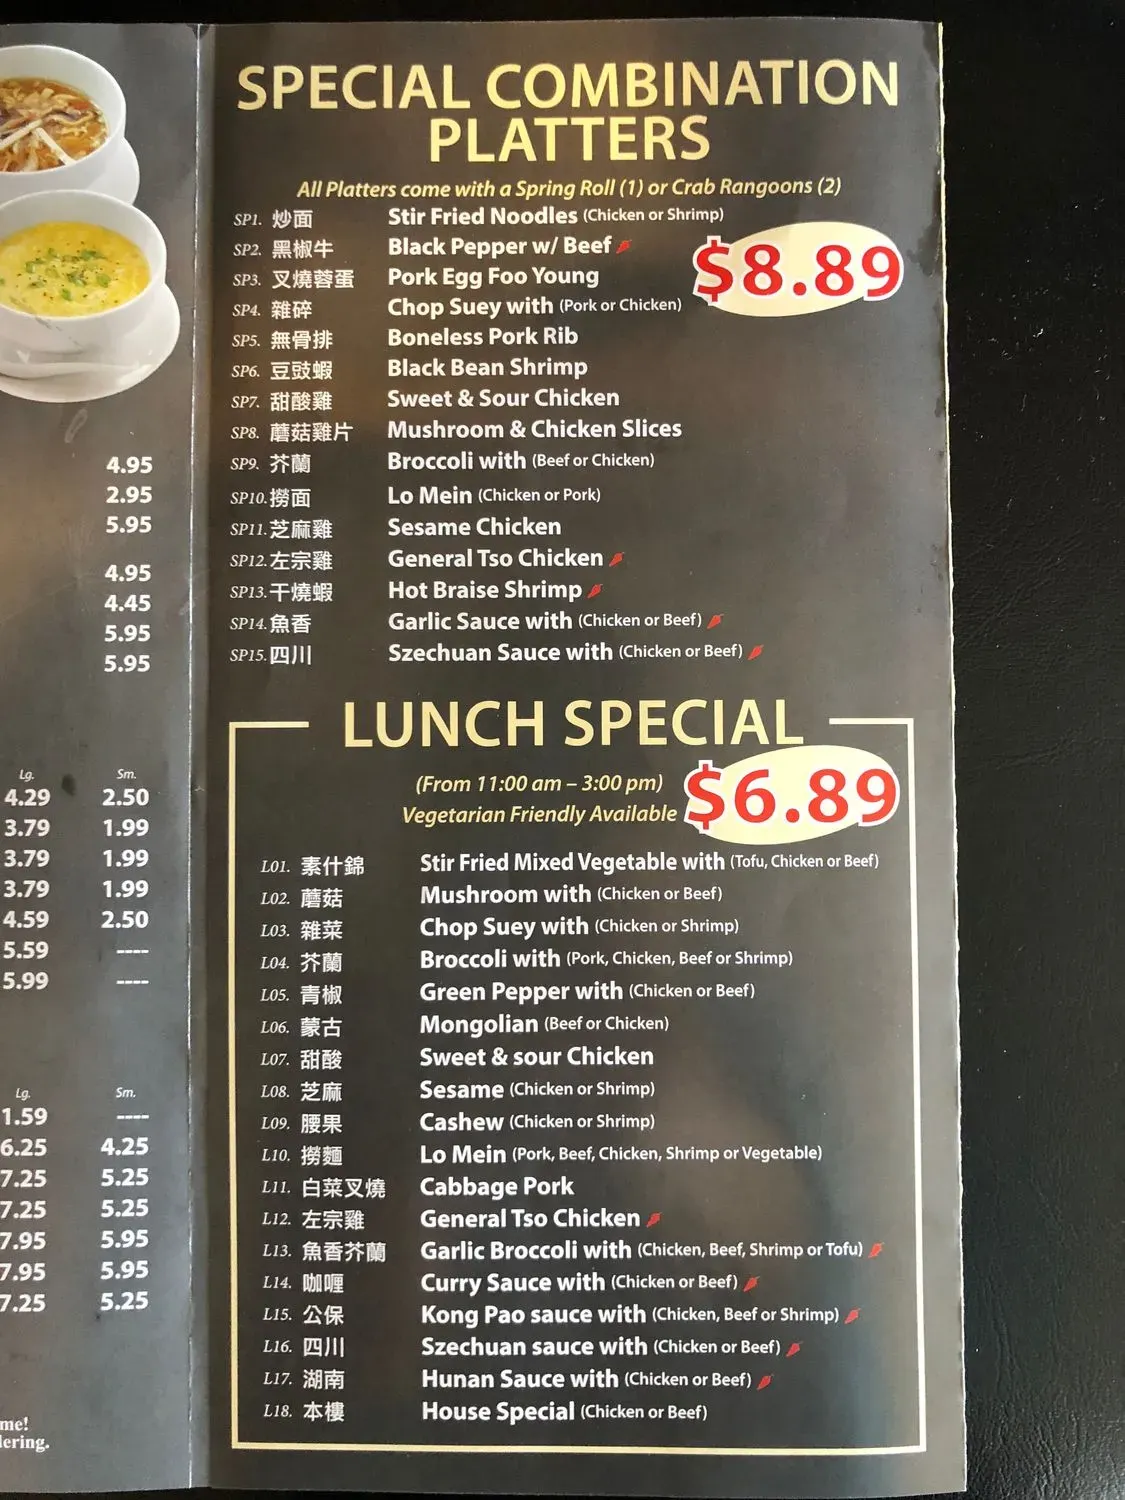 4.95
2.95
5.95
4.95
4.45
5.95
5.95
Lg. Sm.
4.29 2.50
3.79 1.99
3.79 1.99
3.79 1.99
4.59 2.50
5.59 ----
5.99 ----
Lg. Sm.
1.59 ----
6.25 4.25
7.25 5.25
7.25 5.25
7.95 5.95
7.95 5.95
7.25 5.25
me!
ering.
SPECIAL COMBINATION
PLATTERS
All Platters come with a Spring Roll (1) or Crab Rangoons (2)
$8.89
SP1. 炒面 Stir Fried Noodles (Chicken or Shrimp)
SP2. 黑椒牛 Black Pepper w/ Beef
SP3. 叉燒蓉蛋 Pork Egg Foo Young
SP4. 雜碎 Chop Suey with (Pork or Chicken)
SP5. 無骨排 Boneless Pork Rib
SP6. 豆豉蝦 Black Bean Shrimp
SP7. 甜酸雞 Sweet & Sour Chicken
SP8. 蘑菇雞片 Mushroom & Chicken Slices
SP9. 芥蘭 Broccoli with (Beef or Chicken)
SP10. 撈面 Lo Mein (Chicken or Pork)
SP11. 芝麻雞 Sesame Chicken
SP12. 左宗雞 General Tso Chicken
SP13. 干燒蝦 Hot Braise Shrimp
SP14. 魚香 Garlic Sauce with (Chicken or Beef)
SP15. 四川 Szechuan Sauce with (Chicken or Beef)
LUNCH SPECIAL
(From 11:00 am – 3:00 pm)
Vegetarian Friendly Available
$6.89
L01. 素什錦 Stir Fried Mixed Vegetable with (Tofu, Chicken or Beef)
L02. 蘑菇 Mushroom with (Chicken or Beef)
L03. 雜菜 Chop Suey with (Chicken or Shrimp)
L04. 芥蘭 Broccoli with (Pork, Chicken, Beef or Shrimp)
L05. 青椒 Green Pepper with (Chicken or Beef)
L06. 蒙古 Mongolian (Beef or Chicken)
L07. 甜酸 Sweet & sour Chicken
L08. 芝麻 Sesame (Chicken or Shrimp)
L09. 腰果 Cashew (Chicken or Shrimp)
L10. 撈麵 Lo Mein (Pork, Beef, Chicken, Shrimp or Vegetable)
L11. 白菜叉燒 Cabbage Pork
L12. 左宗雞 General Tso Chicken
L13. 魚香芥蘭 Garlic Broccoli with (Chicken, Beef, Shrimp or Tofu)
L14. 咖喱 Curry Sauce with (Chicken or Beef)
L15. 公保 Kong Pao sauce with (Chicken, Beef or Shrimp)
L16. 四川 Szechuan sauce with (Chicken or Beef)
L17. 湖南 Hunan Sauce with (Chicken or Beef)
L18. 本樓 House Special (Chicken or Beef)